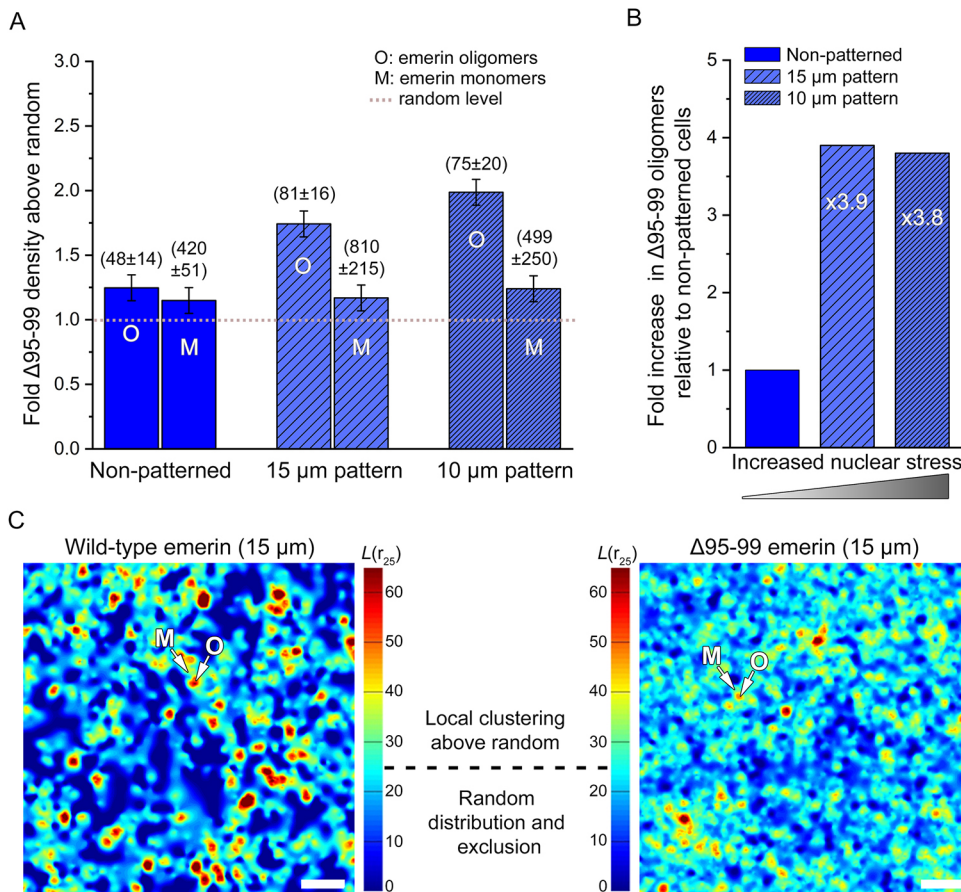 A
Fold Δ95-99 density above random
3.0
2.5
2.0
1.5
1.0
0.5
0.0
O: emerin oligomers
M: emerin monomers
random level
(48±14)
(420
±51)
(81±16)
(810
±215)
(75±20)
(499
±250)
O
M
O
M
O
M
Non-patterned
15 µm pattern
10 µm pattern
B
Fold increase in Δ95-99 oligomers
relative to non-patterned cells
5
4
3
2
1
0
Non-patterned
15 µm pattern
10 µm pattern
x3.9
x3.8
Increased nuclear stress
C
Wild-type emerin (15 µm)
M
O
L(r25)
60
50
40
30
20
10
0
Local clustering
above random
Random
distribution and
exclusion
L(r25)
60
50
40
30
20
10
0
Δ95-99 emerin (15 µm)
M
O